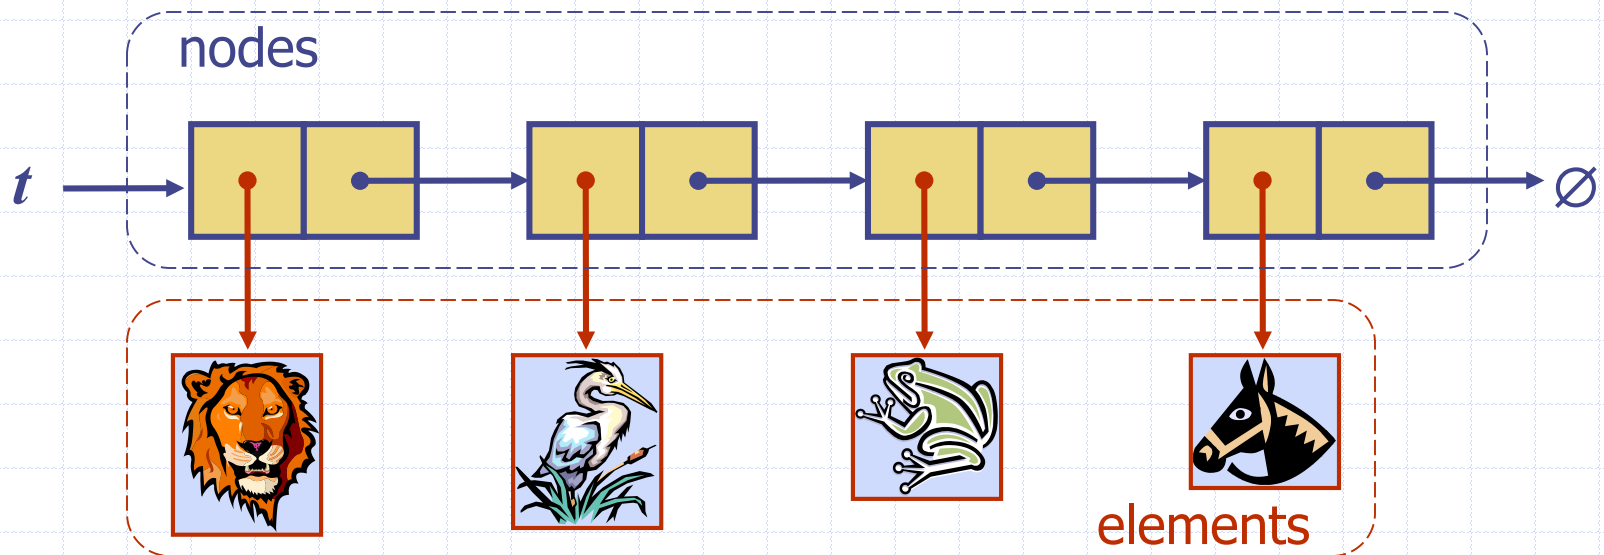 nodes
t
∅
elements